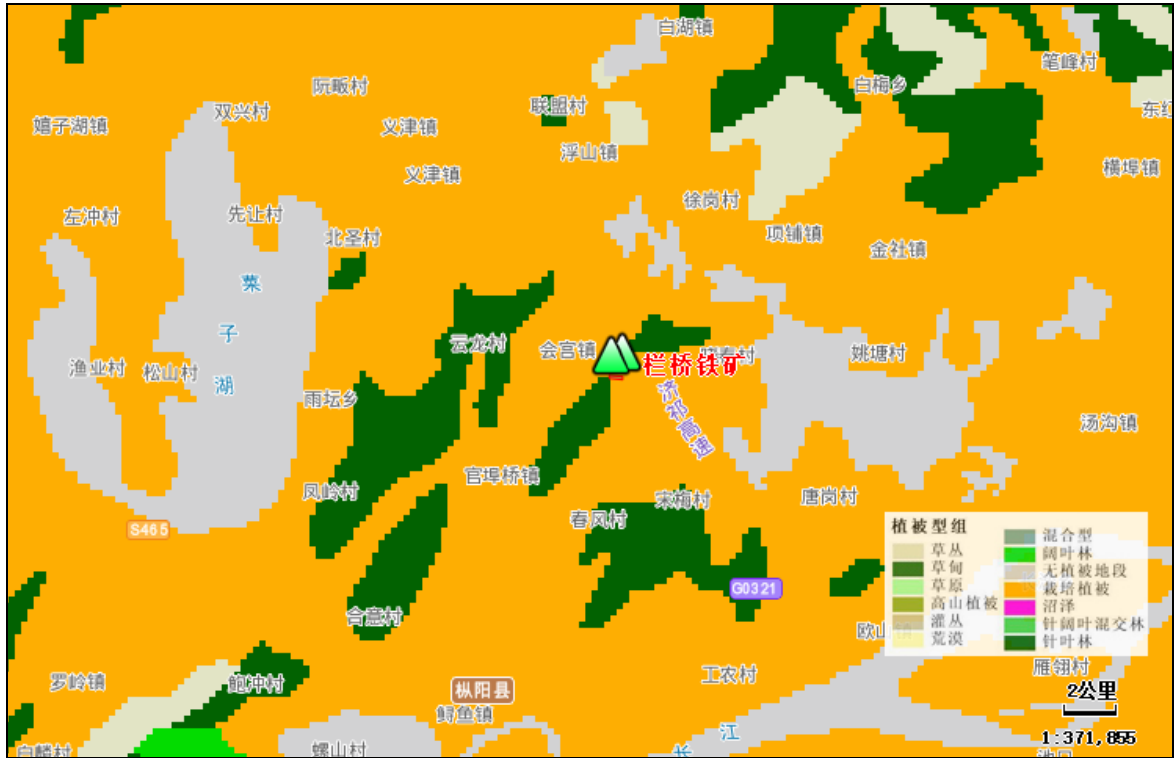 白湖镇
笔峰村
阮畈村
白梅乡
双兴村
联盟村
嬉子湖镇
义津镇
浮山镇
义津镇
横埠镇
徐岗村
左冲村
先让村
北圣村
项铺镇
金社镇
菜
子
湖
云龙村
会宫镇
栏桥铁矿
姚塘村
渔业村
松山村
济祁高速
雨坛乡
汤沟镇
官埠桥镇
凤岭村
宋梅村
唐岗村
春风村
S465
G0321
植被型组
草丛
草甸
草原
高山植被
灌丛
荒漠
混合型
阔叶林
无植被地段
栽培植被
沼泽
针阔叶混交林
针叶林
合意村
欧山镇
雁翎村
工农村
罗岭镇
鲍冲村
枞阳县
鲟鱼镇
2公里
长
江
1:371,855
白麟村
螺山村